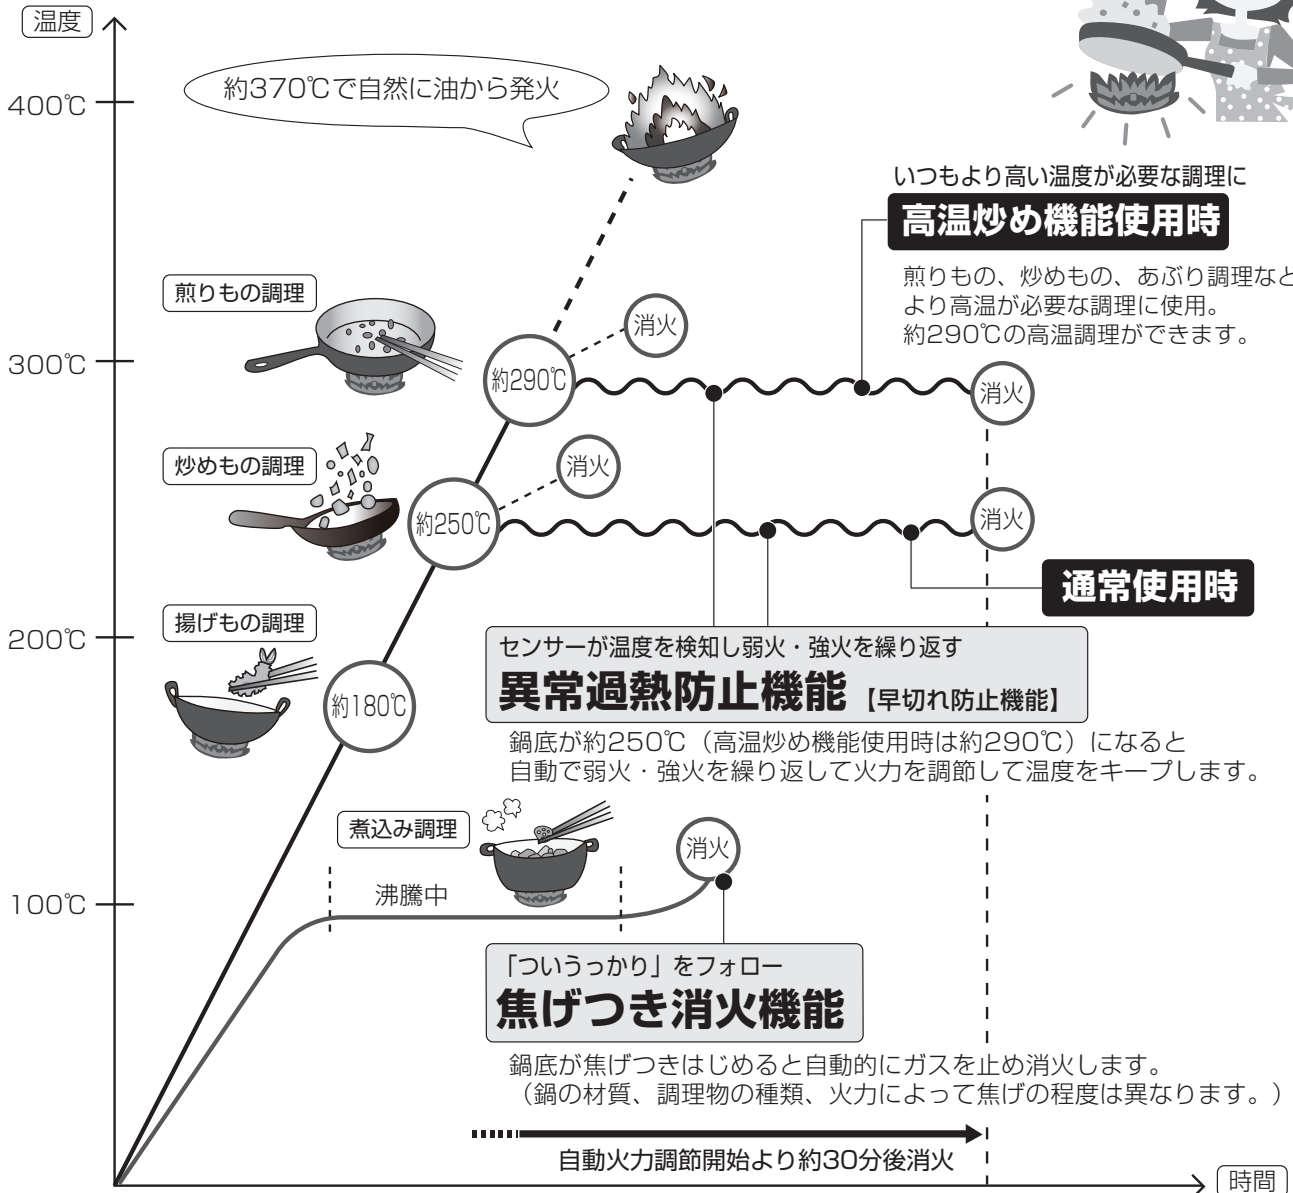 温度
400℃
約370℃で自然に油から発火
いつもより高い温度が必要な調理に
高温炒め機能使用時
煎りもの、炒めもの、あぶり調理など
より高温が必要な調理に使用。
約290℃の高温調理ができます。
煎りもの調理
300℃
消火
約290℃
消火
炒めもの調理
消火
約250℃
消火
通常使用時
揚げもの調理
200℃
約180℃
センサーが温度を検知し弱火・強火を繰り返す
異常過熱防止機能【早切れ防止機能】
鍋底が約250℃（高温炒め機能使用時は約290℃）になると
自動で弱火・強火を繰り返して火力を調節して温度をキープします。
煮込み調理
消火
沸騰中
100℃
「ついうっかり」をフォロー
焦げつき消火機能
鍋底が焦げつきはじめると自動的にガスを止め消火します。
（鍋の材質、調理物の種類、火力によって焦げの程度は異なります。）
自動火力調節開始より約30分後消火
時間